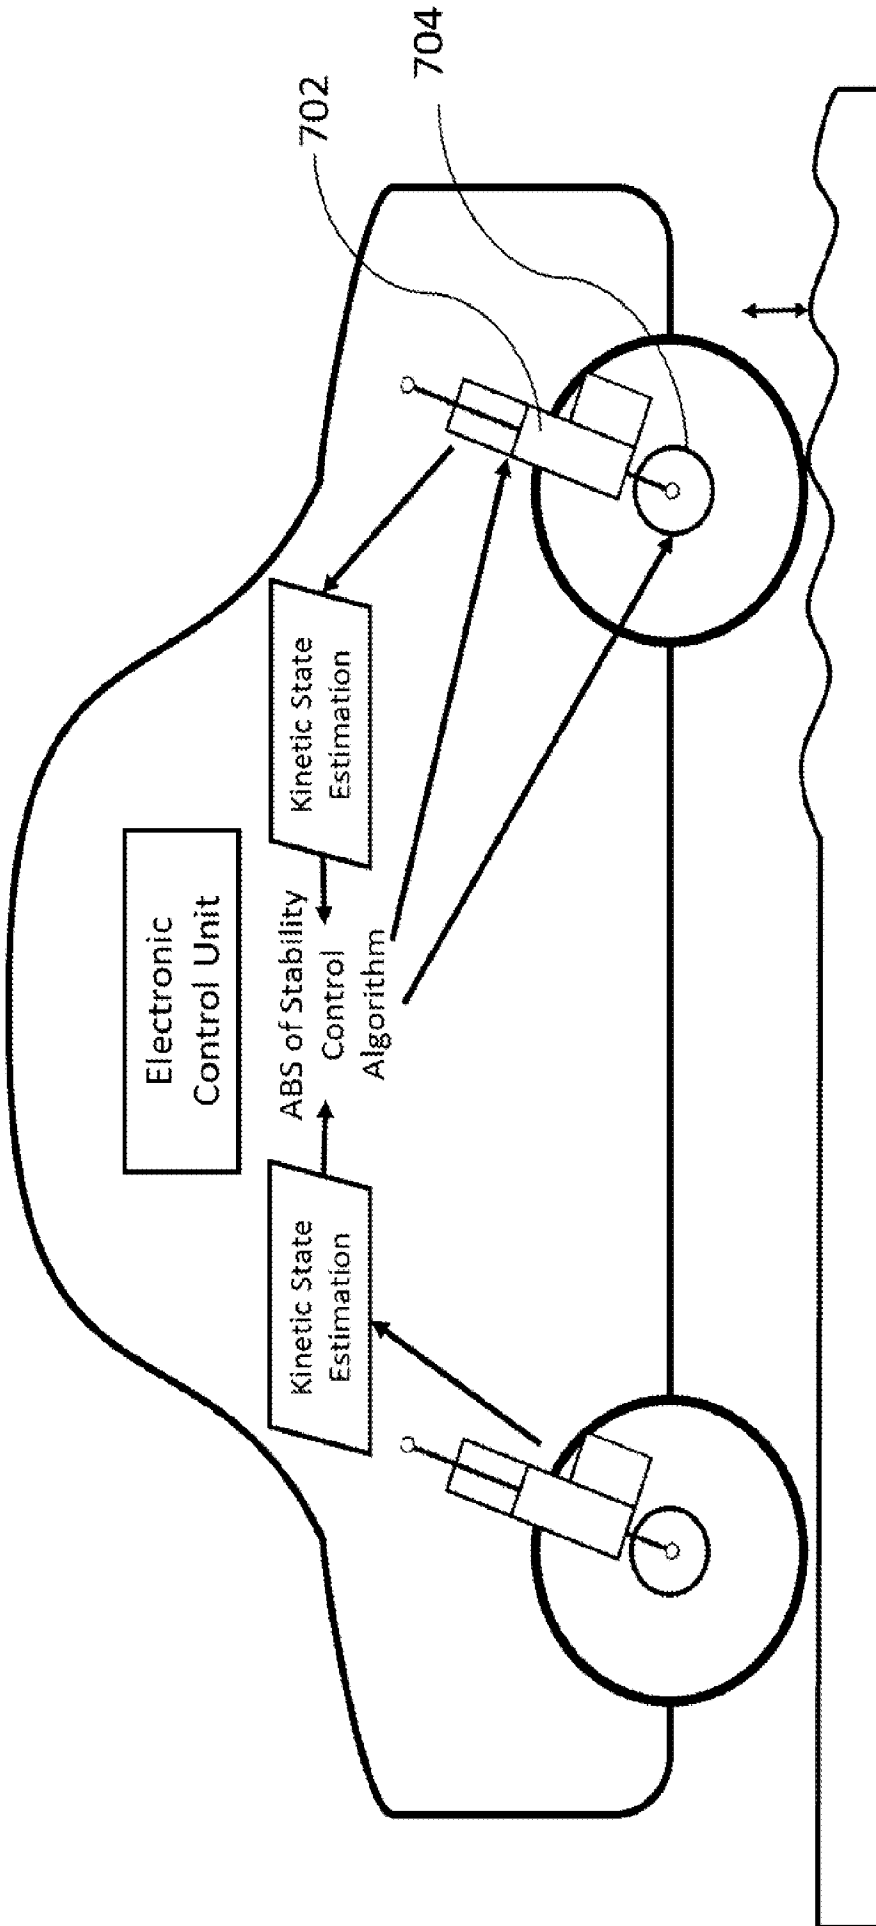 702
704
Electronic
Control Unit
Kinetic State
Estimation
ABS of Stability
Control
Algorithm
Kinetic State
Estimation